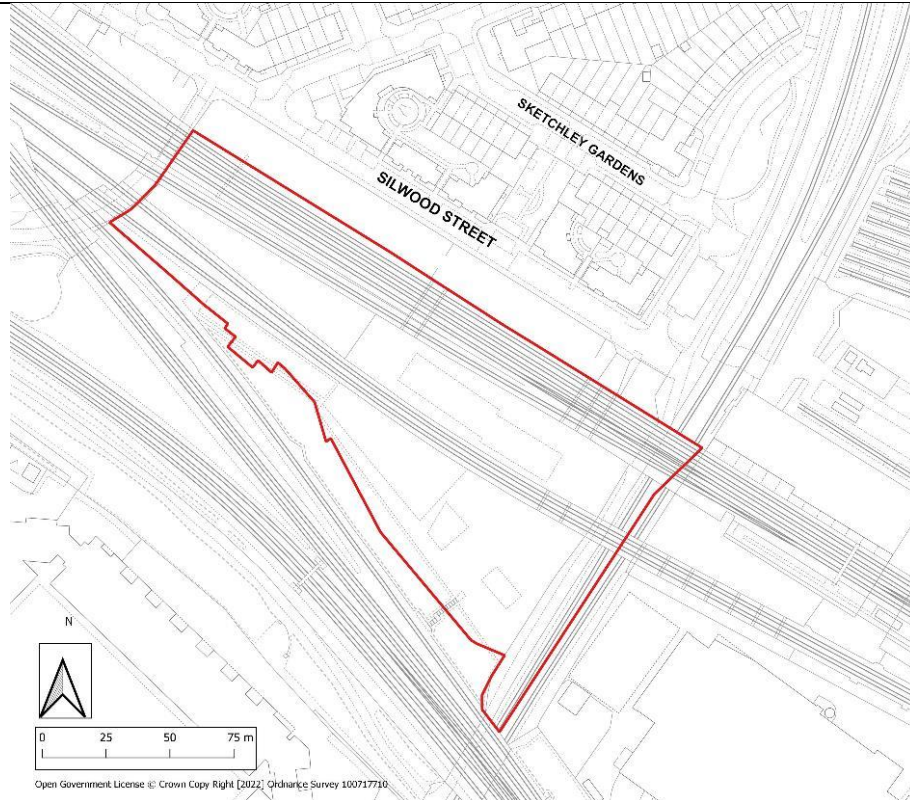 SKETCHLEY GARDENS
SILWOOD STREET
N
0 25 50 75 m
Open Government License © Crown Copy Right [2022] Ordnance Survey 100717710